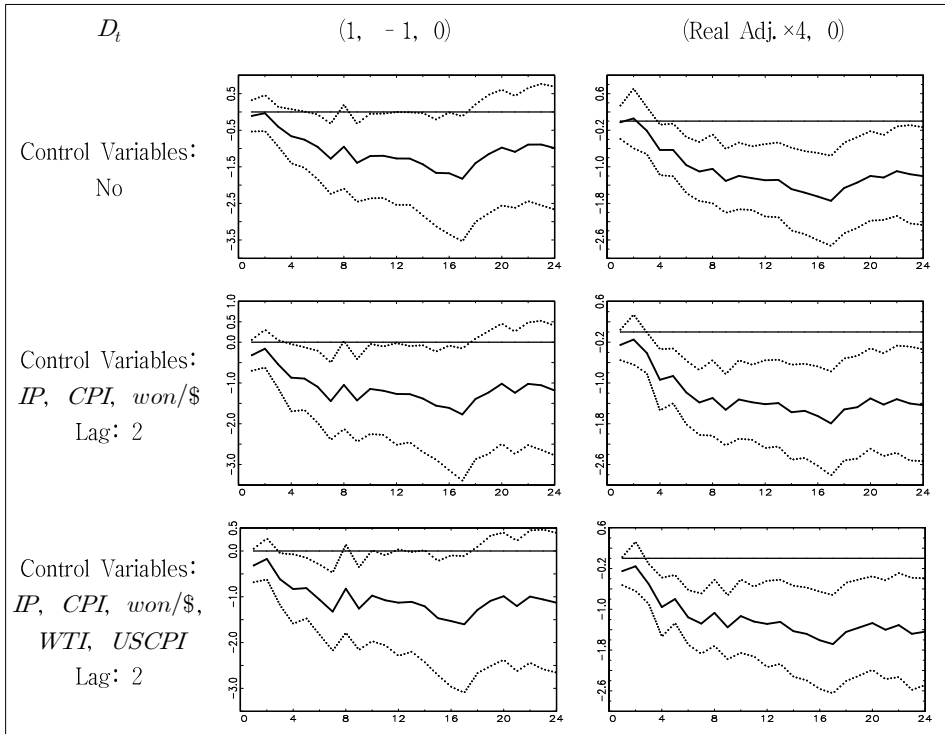 D_t (1, -1, 0) (Real Adj.×4, 0)
Control Variables:
No
0.5
-0.5
-1.5
-2.5
-3.5
0 4 8 12 16 20 24
0.6
-0.2
-1.0
-1.8
-2.6
0 4 8 12 16 20 24
Control Variables:
IP, CPI, won/$
Lag: 2
1.0
0.5
0.0
-1.0
-2.0
-3.0
0 4 8 12 16 20 24
0.6
-0.2
-1.0
-1.8
-2.6
0 4 8 12 16 20 24
Control Variables:
IP, CPI, won/$,
WTI, USCPI
Lag: 2
0.5
0.0
-1.0
-2.0
-3.0
0 4 8 12 16 20 24
0.6
-0.2
-1.0
-1.8
-2.6
0 4 8 12 16 20 24